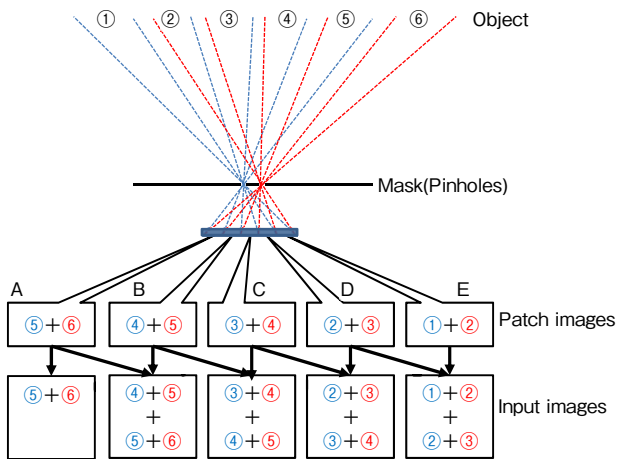 ① ② ③ ④ ⑤ ⑥ Object
Mask(Pinholes)
A B C D E
⑤+⑥ ④+⑤ ③+④ ②+③ ①+② Patch images
⑤+⑥ ④+⑤ ③+④ ②+③ ①+②
+ + + +
⑤+⑥ ④+⑤ ③+④ ②+③
Input images